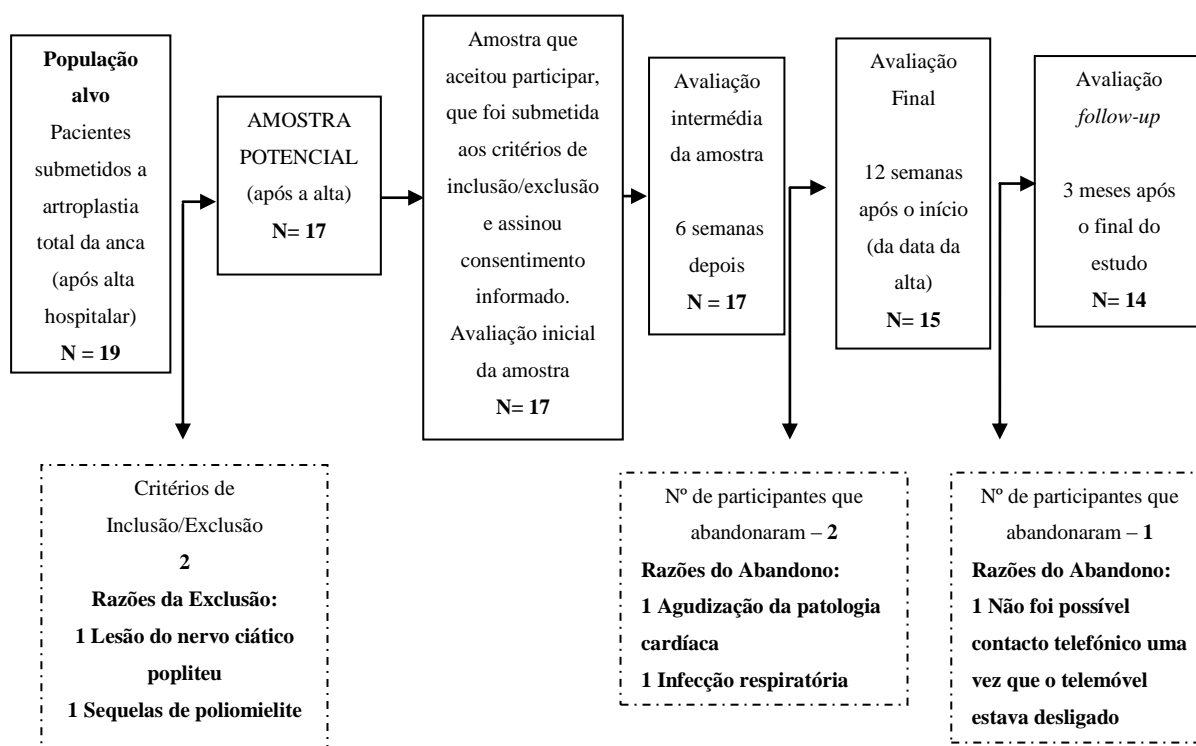 População
alvo
Pacientes
submetidos a
artroplastia
total da anca
(após alta
hospitalar)
N = 19
AMOSTRA
POTENCIAL
(após a alta)
N= 17
Amostra que
aceitou participar,
que foi submetida
aos critérios de
inclusão/exclusão
e assinou
consentimento
informado.
Avaliação inicial
da amostra
N= 17
Avaliação
intermédia
da amostra
6 semanas
depois
N = 17
Avaliação
Final
12 semanas
após o início
(da data da
alta)
N= 15
Avaliação
follow-up
3 meses após
o final do
estudo
N= 14
Critérios de
Inclusão/Exclusão
2
Razões da Exclusão:
1 Lesão do nervo ciático
popliteu
1 Sequelas de poliomielite
Nº de participantes que
abandonaram – 2
Razões do Abandono:
1 Agudização da patologia
cardíaca
1 Infecção respiratória
Nº de participantes que
abandonaram – 1
Razões do Abandono:
1 Não foi possível
contacto telefónico uma
vez que o telemóvel
estava desligado